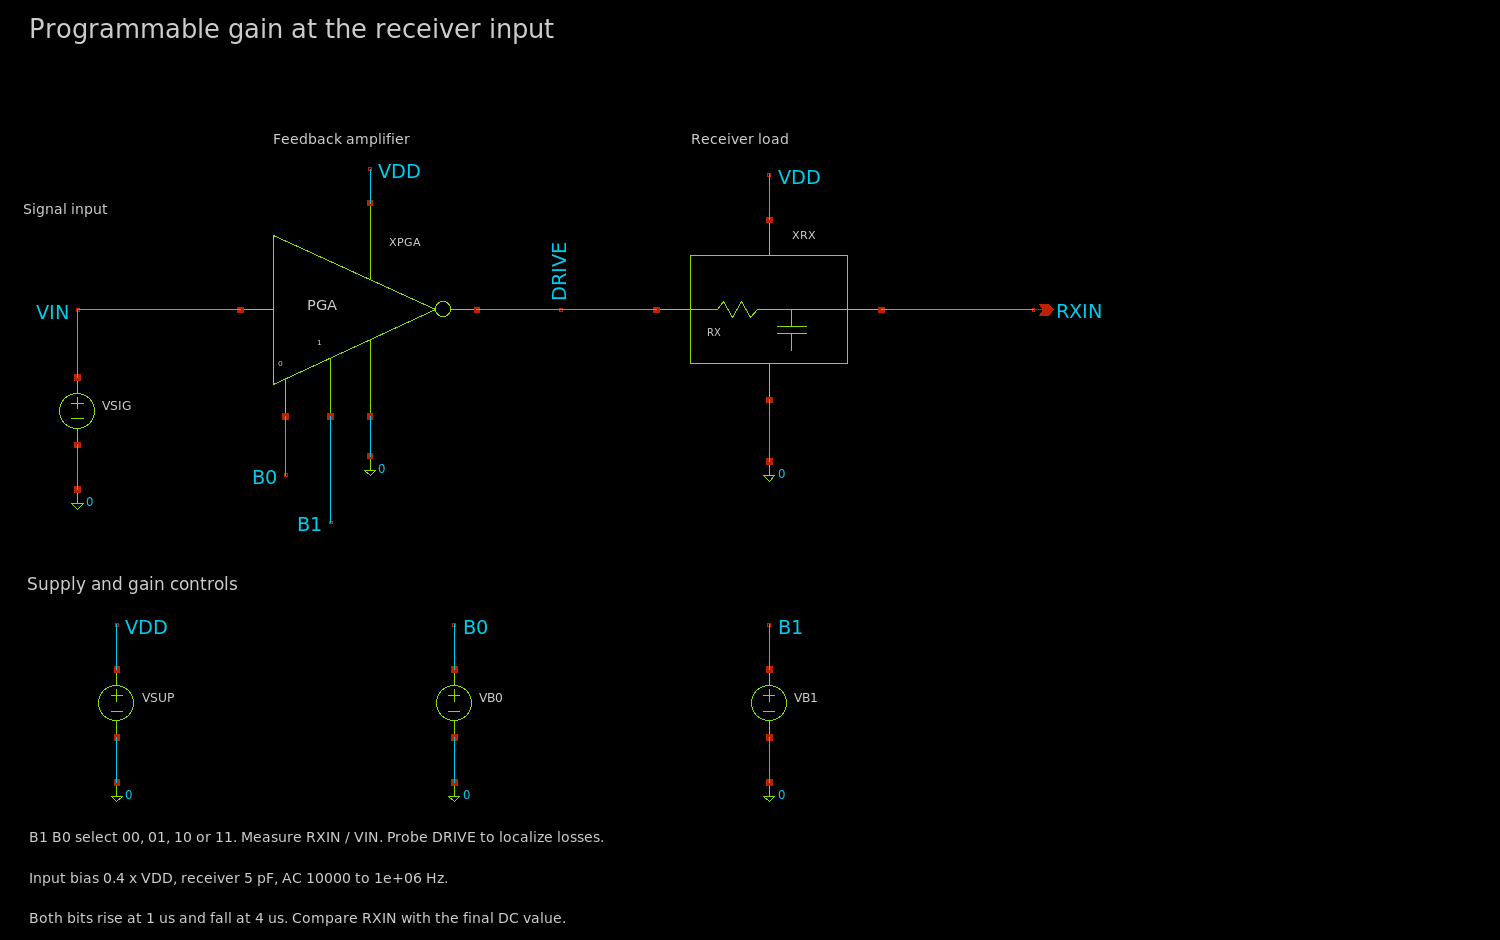 Programmable gain at the receiver input
Feedback amplifier
Receiver load
VDD
VDD
Signal input
XPGA
XRX
DRIVE
VIN
PGA
RXIN
RX
1
0
VSIG
B0
0
0
0
B1
Supply and gain controls
VDD
B0
B1
VSUP
VB0
VB1
0
0
0
B1 B0 select 00, 01, 10 or 11. Measure RXIN / VIN. Probe DRIVE to localize losses.
Input bias 0.4 x VDD, receiver 5 pF, AC 10000 to 1e+06 Hz.
Both bits rise at 1 us and fall at 4 us. Compare RXIN with the final DC value.